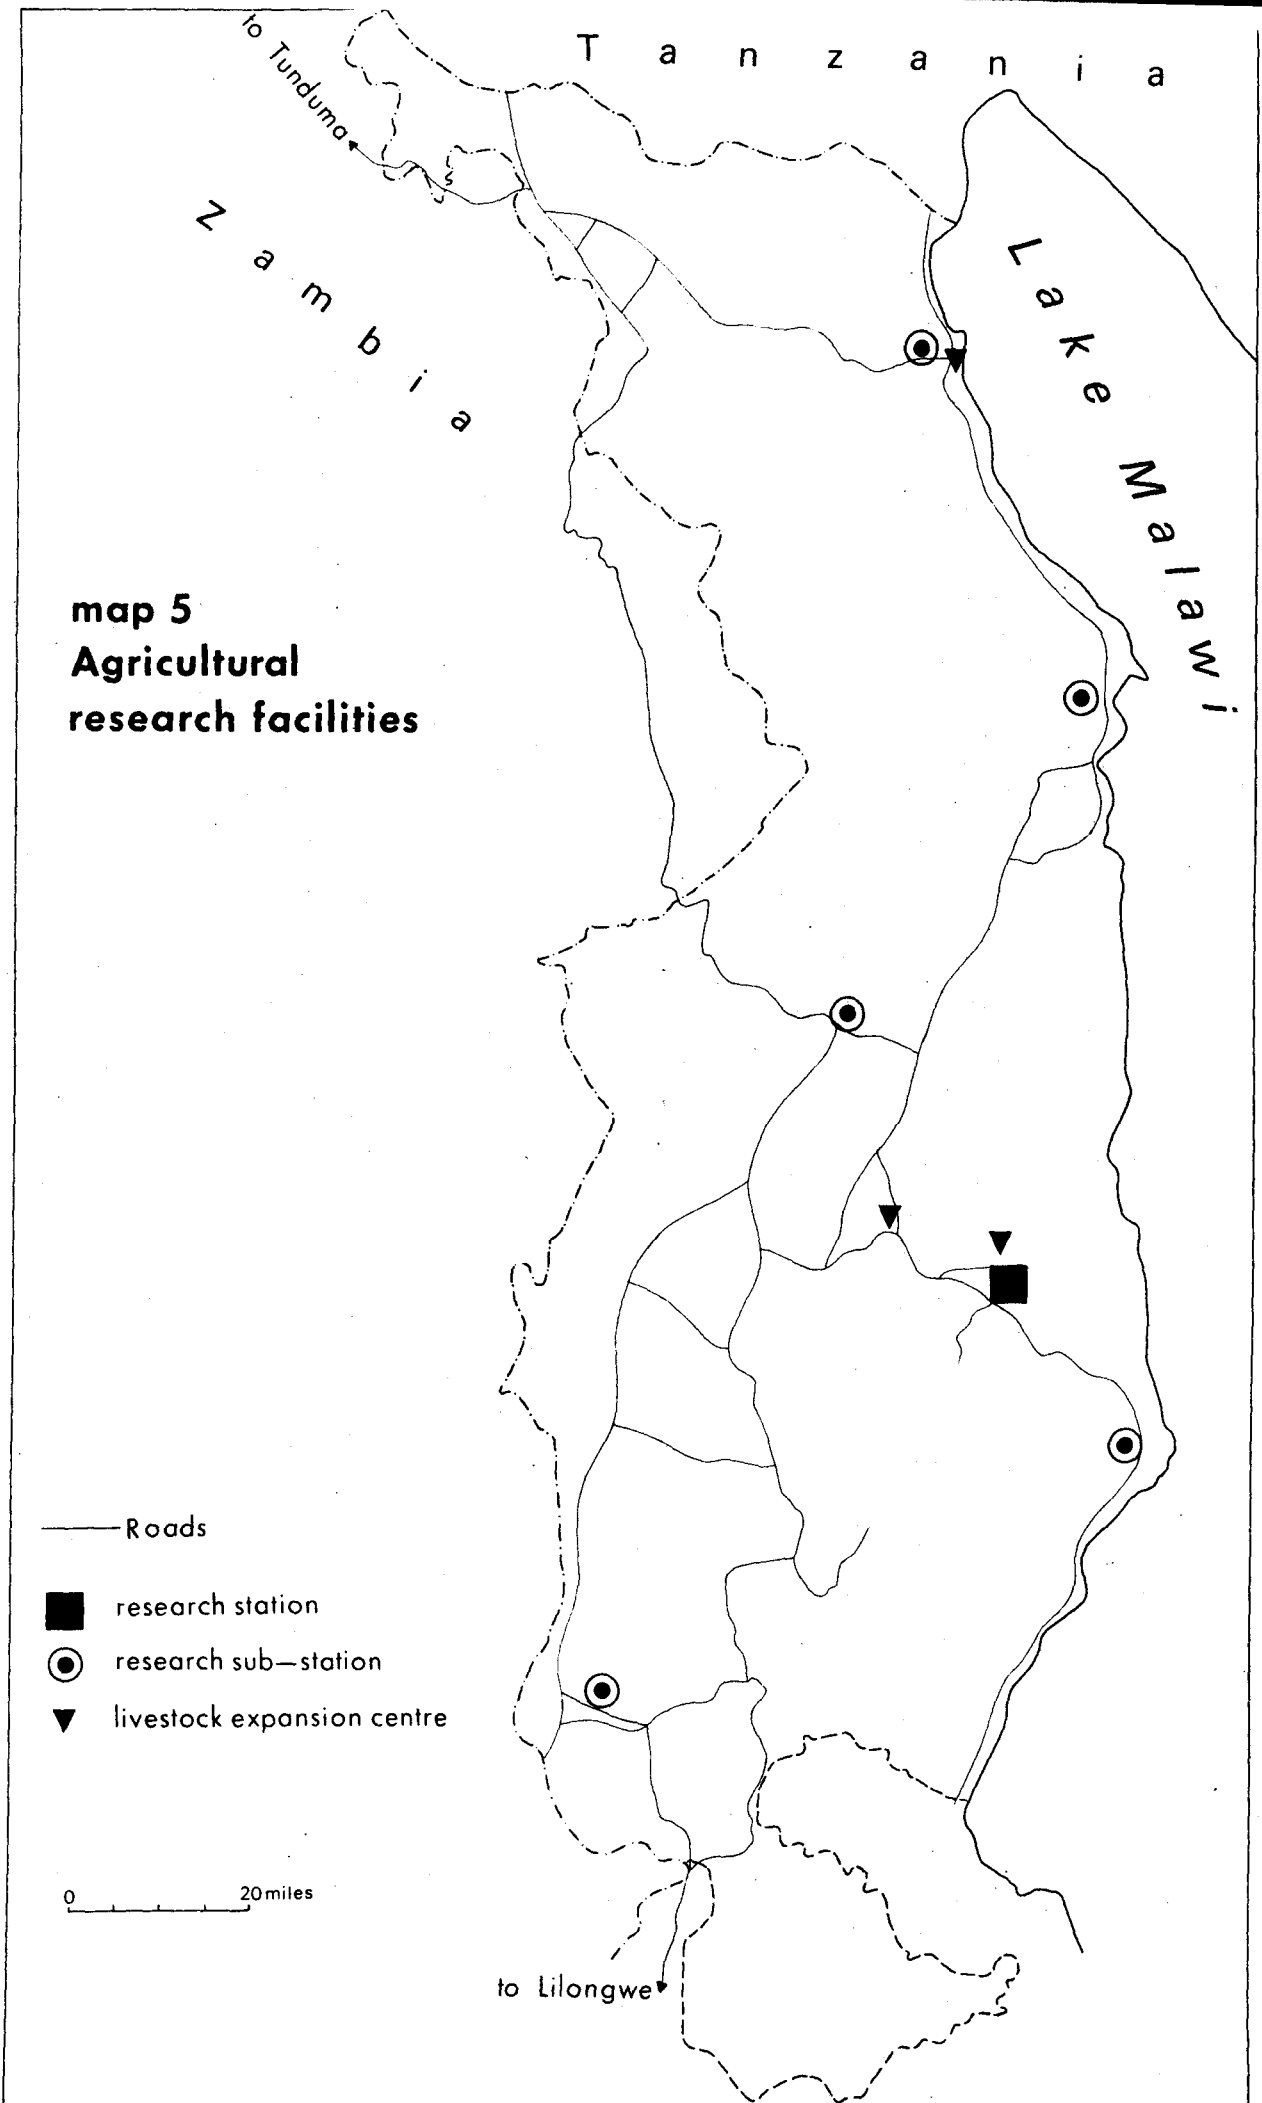 to Tunduma
Tanzania
Zambia
Lake Malawi
map 5
Agricultural
research facilities
Roads
research station
research sub–station
livestock expansion centre
0 20 miles
to Lilongwe